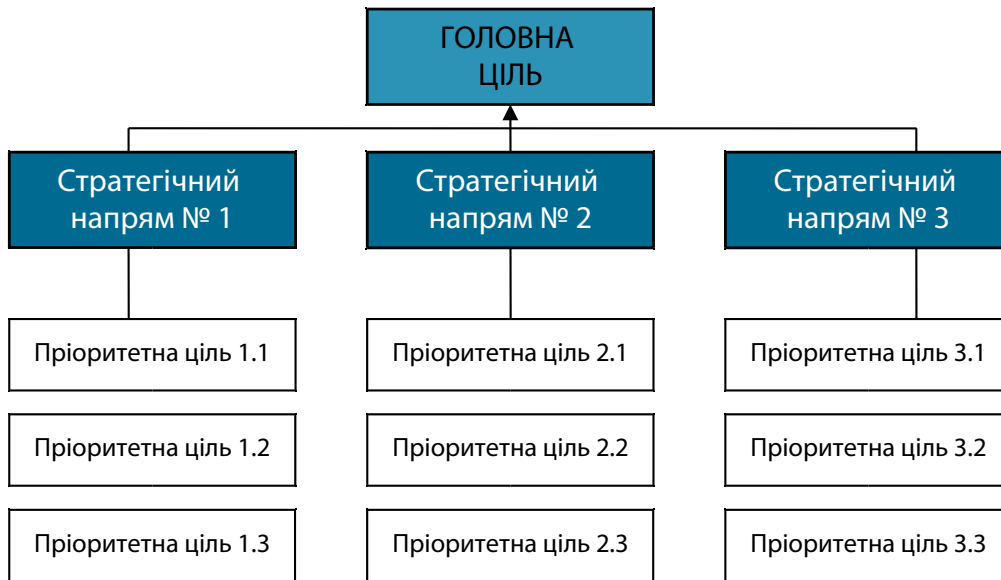 ГОЛОВНА
ЦІЛЬ
Стратегічний
напрям № 1
Стратегічний
напрям № 2
Стратегічний
напрям № 3
Пріоритетна ціль 1.1
Пріоритетна ціль 2.1
Пріоритетна ціль 3.1
Пріоритетна ціль 1.2
Пріоритетна ціль 2.2
Пріоритетна ціль 3.2
Пріоритетна ціль 1.3
Пріоритетна ціль 2.3
Пріоритетна ціль 3.3